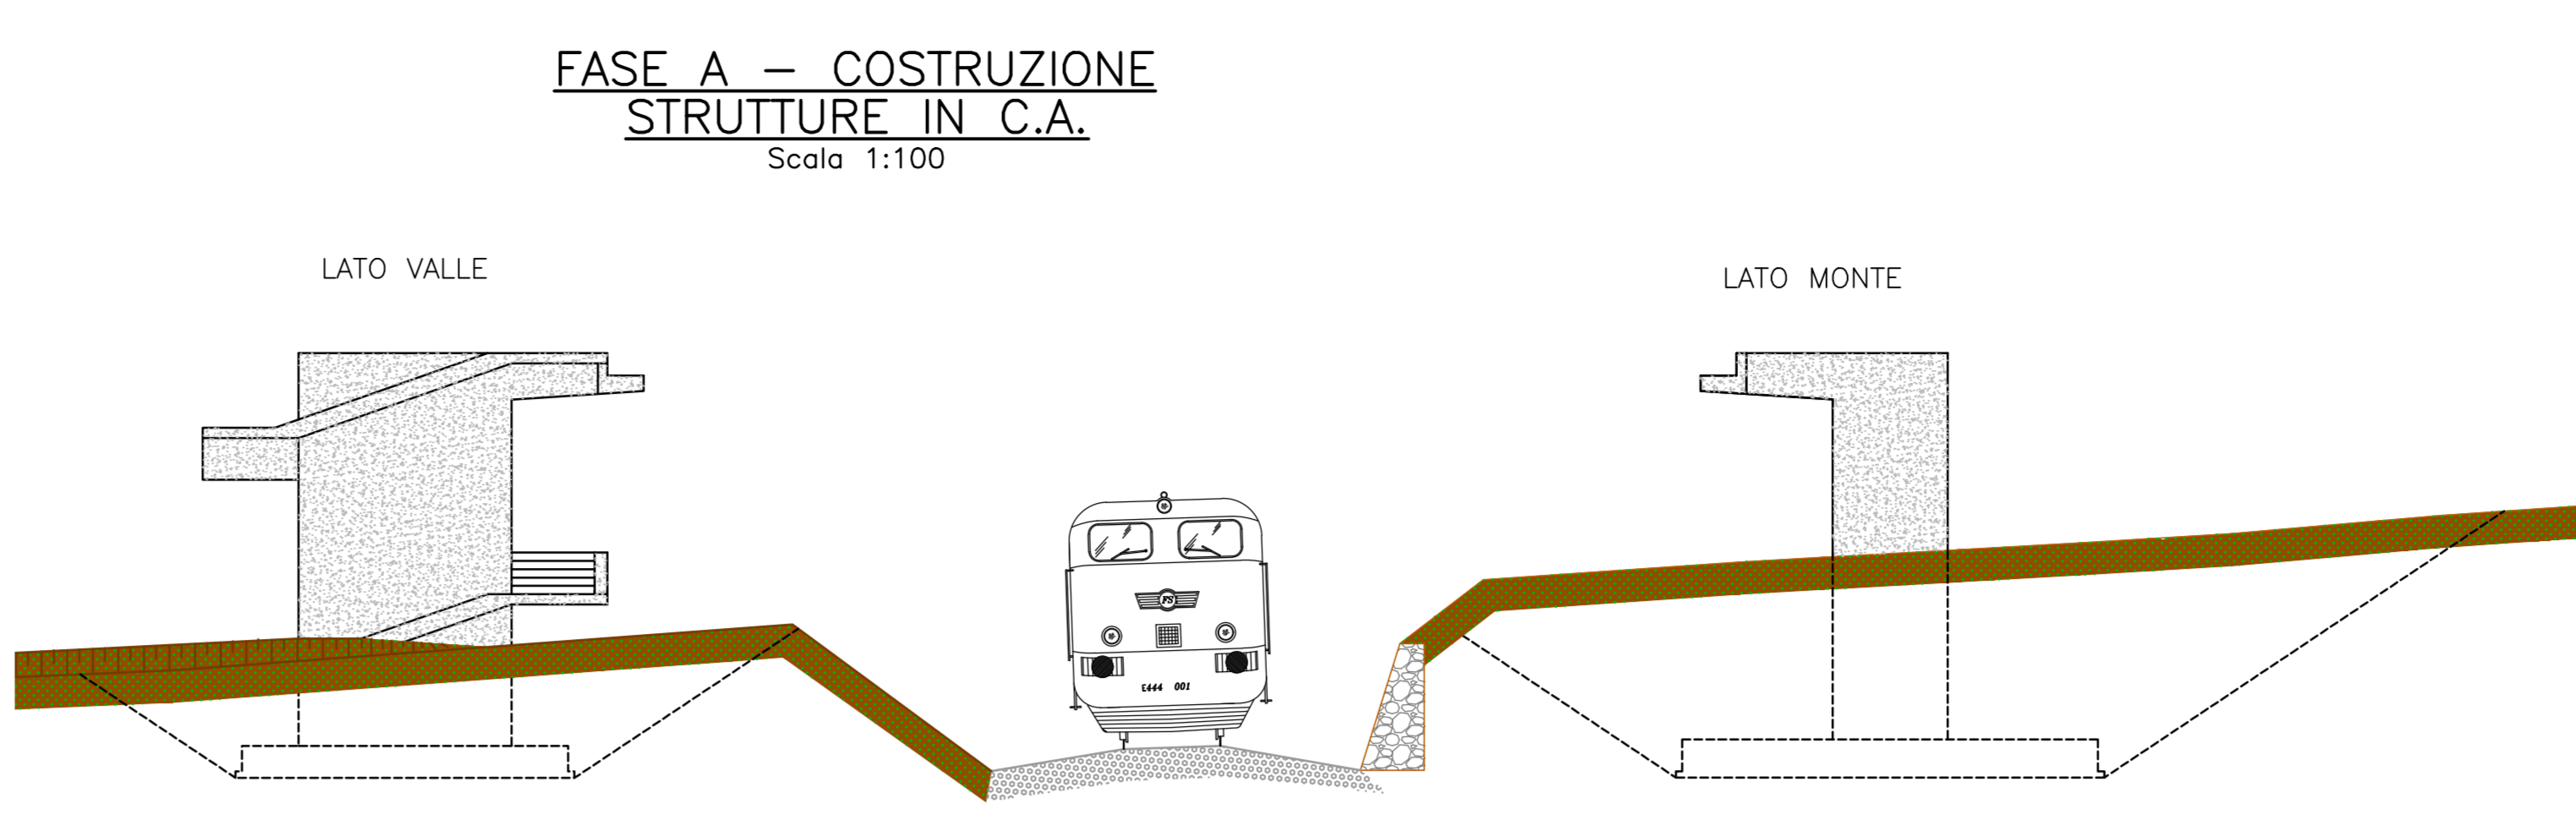 FASE A – COSTRUZIONE
STRUTTURE IN C.A.
Scala 1:100
LATO VALLE
LATO MONTE
FS
E444 001